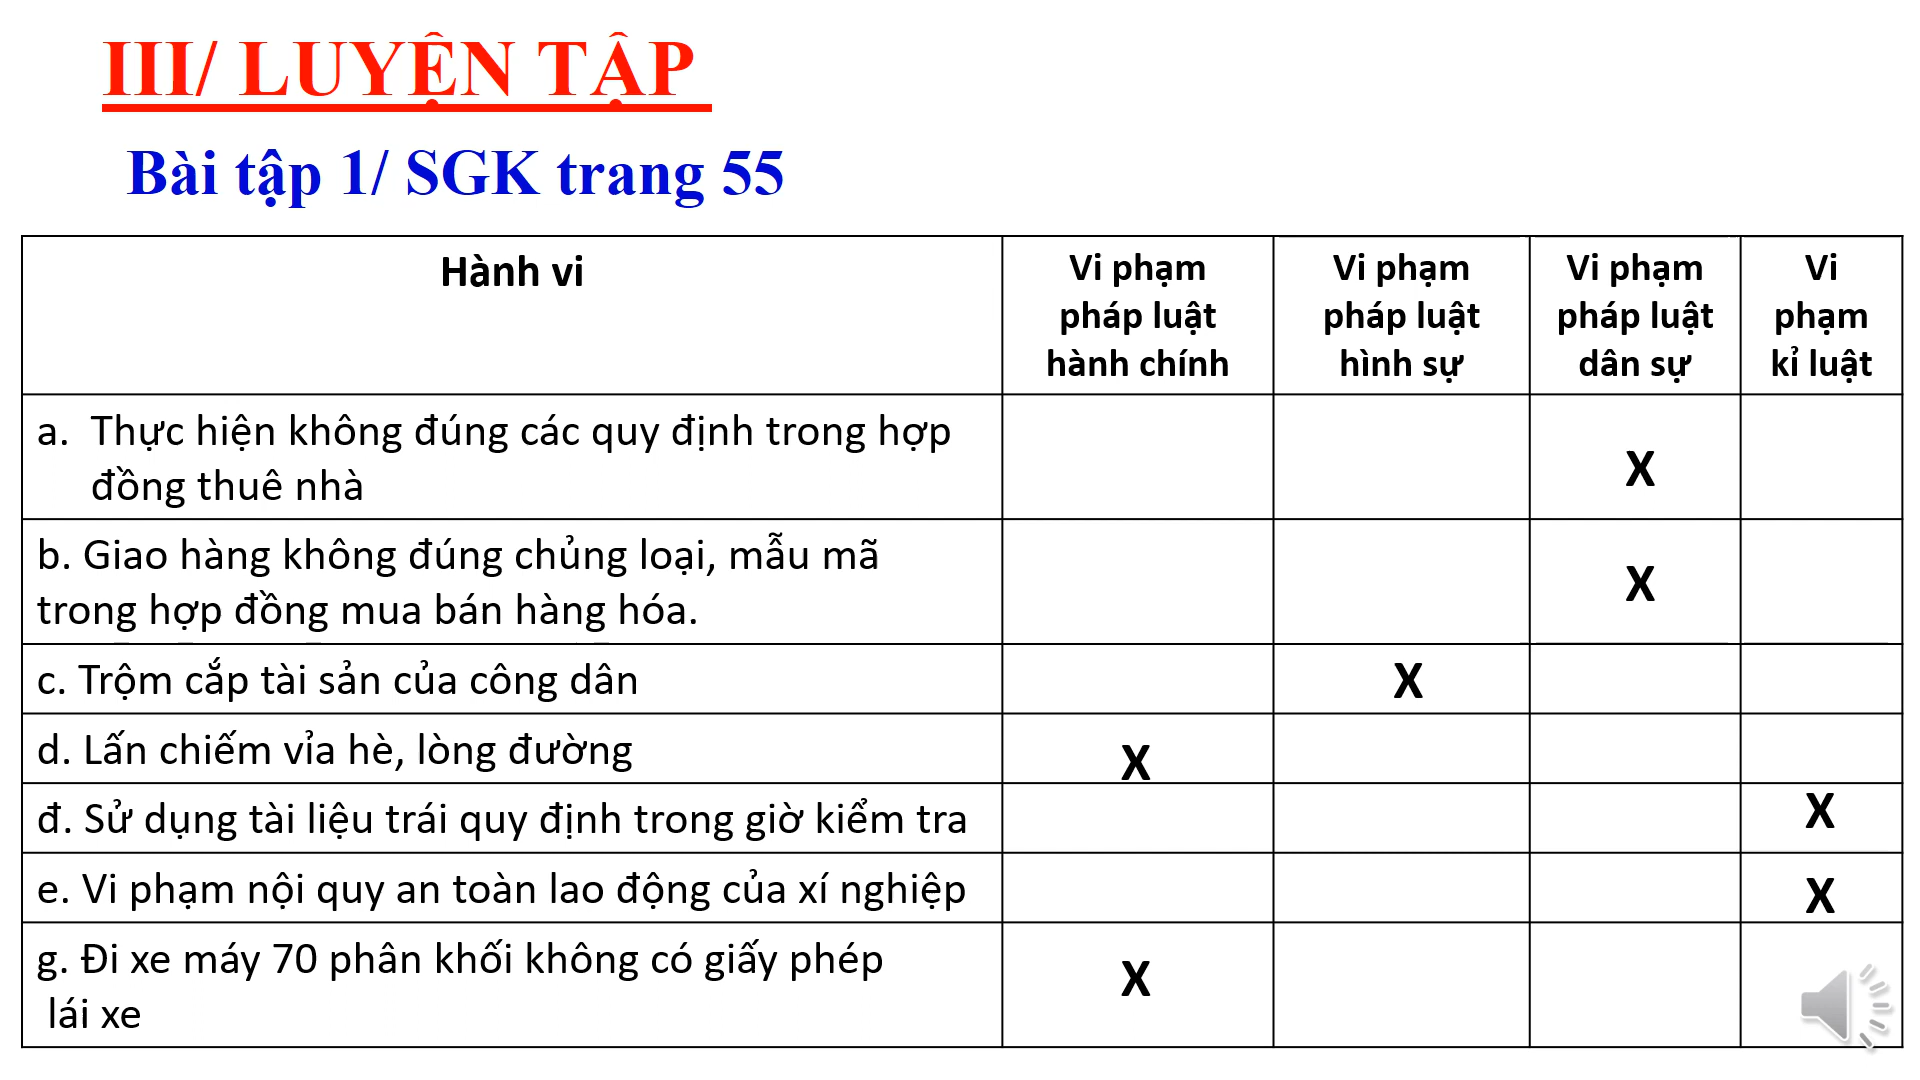 III/ LUYỆN TẬP
Bài tập 1/ SGK trang 55
Hành vi
Vi phạm
pháp luật
hành chính
Vi phạm
pháp luật
hình sự
Vi phạm
pháp luật
dân sự
Vi
phạm
kỉ luật
a. Thực hiện không đúng các quy định trong hợp
đồng thuê nhà
X
b. Giao hàng không đúng chủng loại, mẫu mã
trong hợp đồng mua bán hàng hóa.
X
c. Trộm cắp tài sản của công dân
X
d. Lấn chiếm vỉa hè, lòng đường
X
đ. Sử dụng tài liệu trái quy định trong giờ kiểm tra
X
e. Vi phạm nội quy an toàn lao động của xí nghiệp
X
g. Đi xe máy 70 phân khối không có giấy phép
lái xe
X